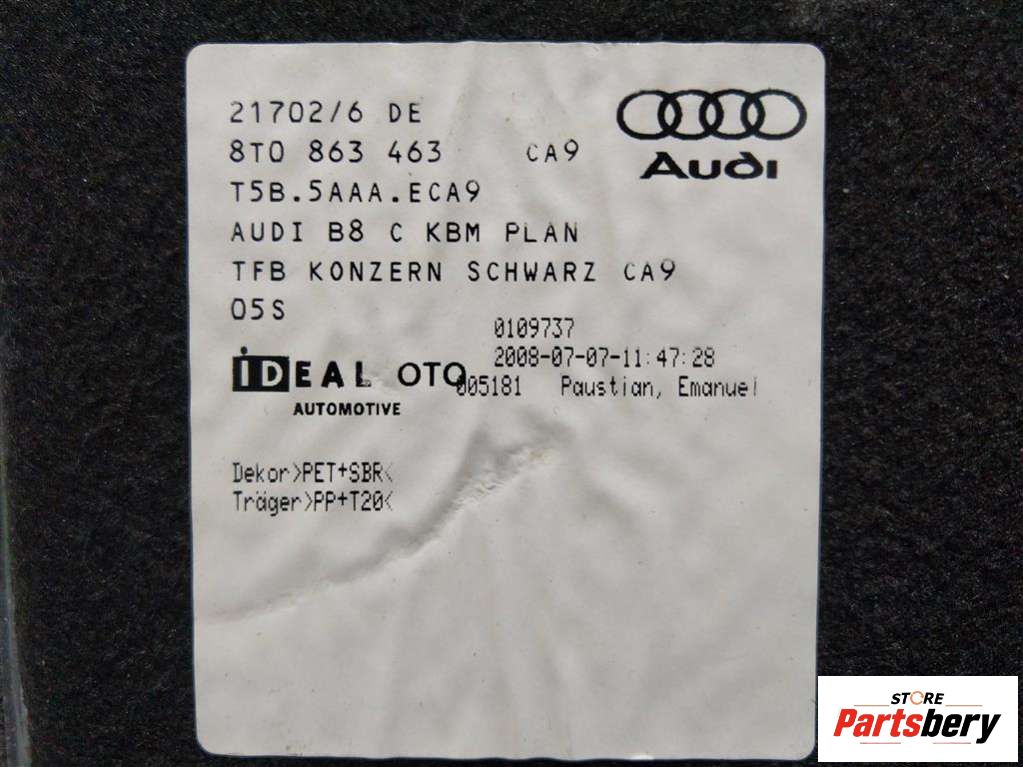 21702/6 DE
8T0 863 463 CA9
Audi
T5B.5AAA.ECA9
AUDI B8 C KBM PLAN
TFB KONZERN SCHWARZ CA9
05S
0109737
2008-07-07-11:47:28
iDEAL OTO
005181 Paustian, Emanuel
AUTOMOTIVE
Dekor>PET+SBR<
Träger>PP+T20<
STORE
Partsbery